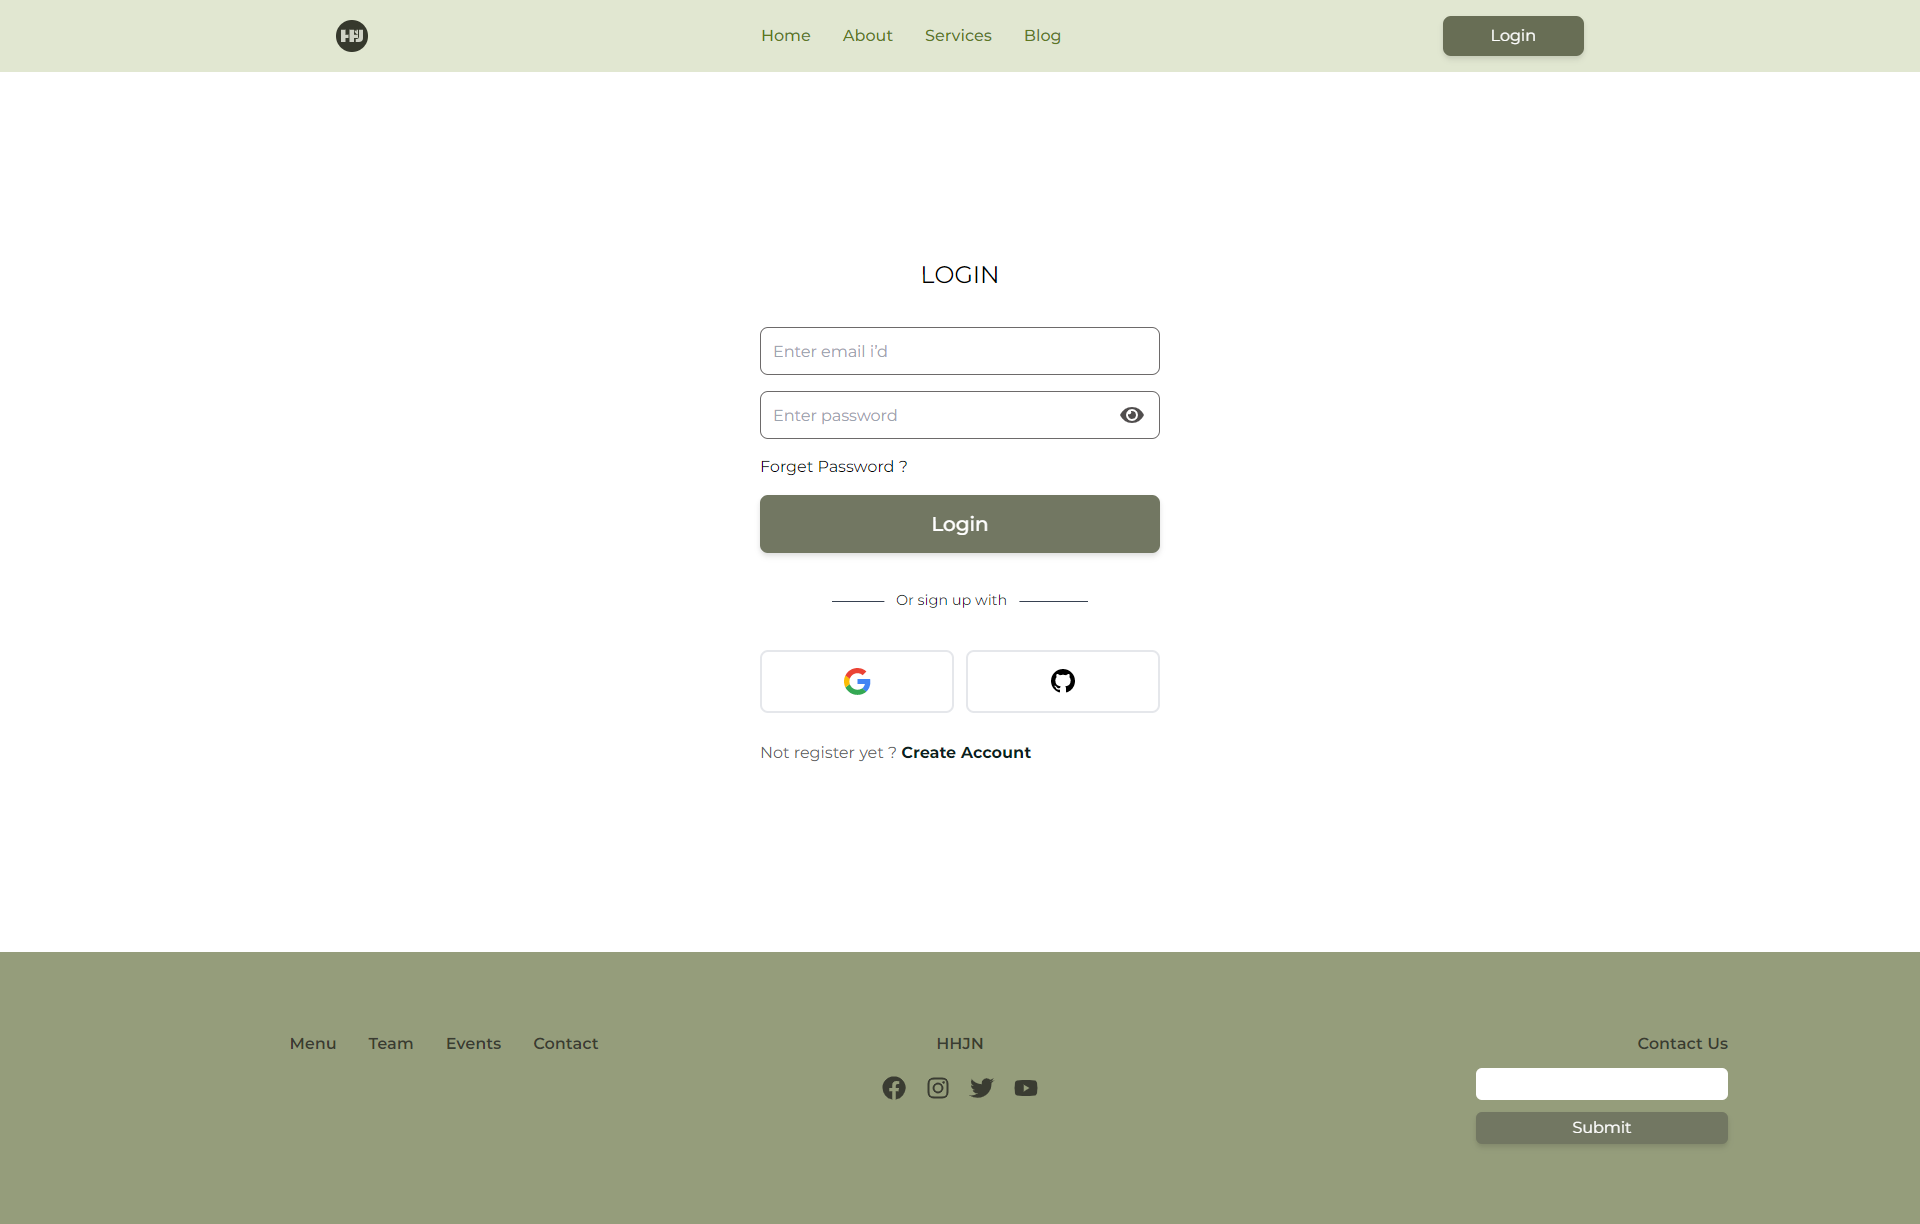 HHJ
Home About Services Blog
Login
LOGIN
Enter email i’d
Enter password
Forget Password ?
Login
Or sign up with
Not register yet ? Create Account
Menu Team Events Contact
HHJN
Contact Us
Submit